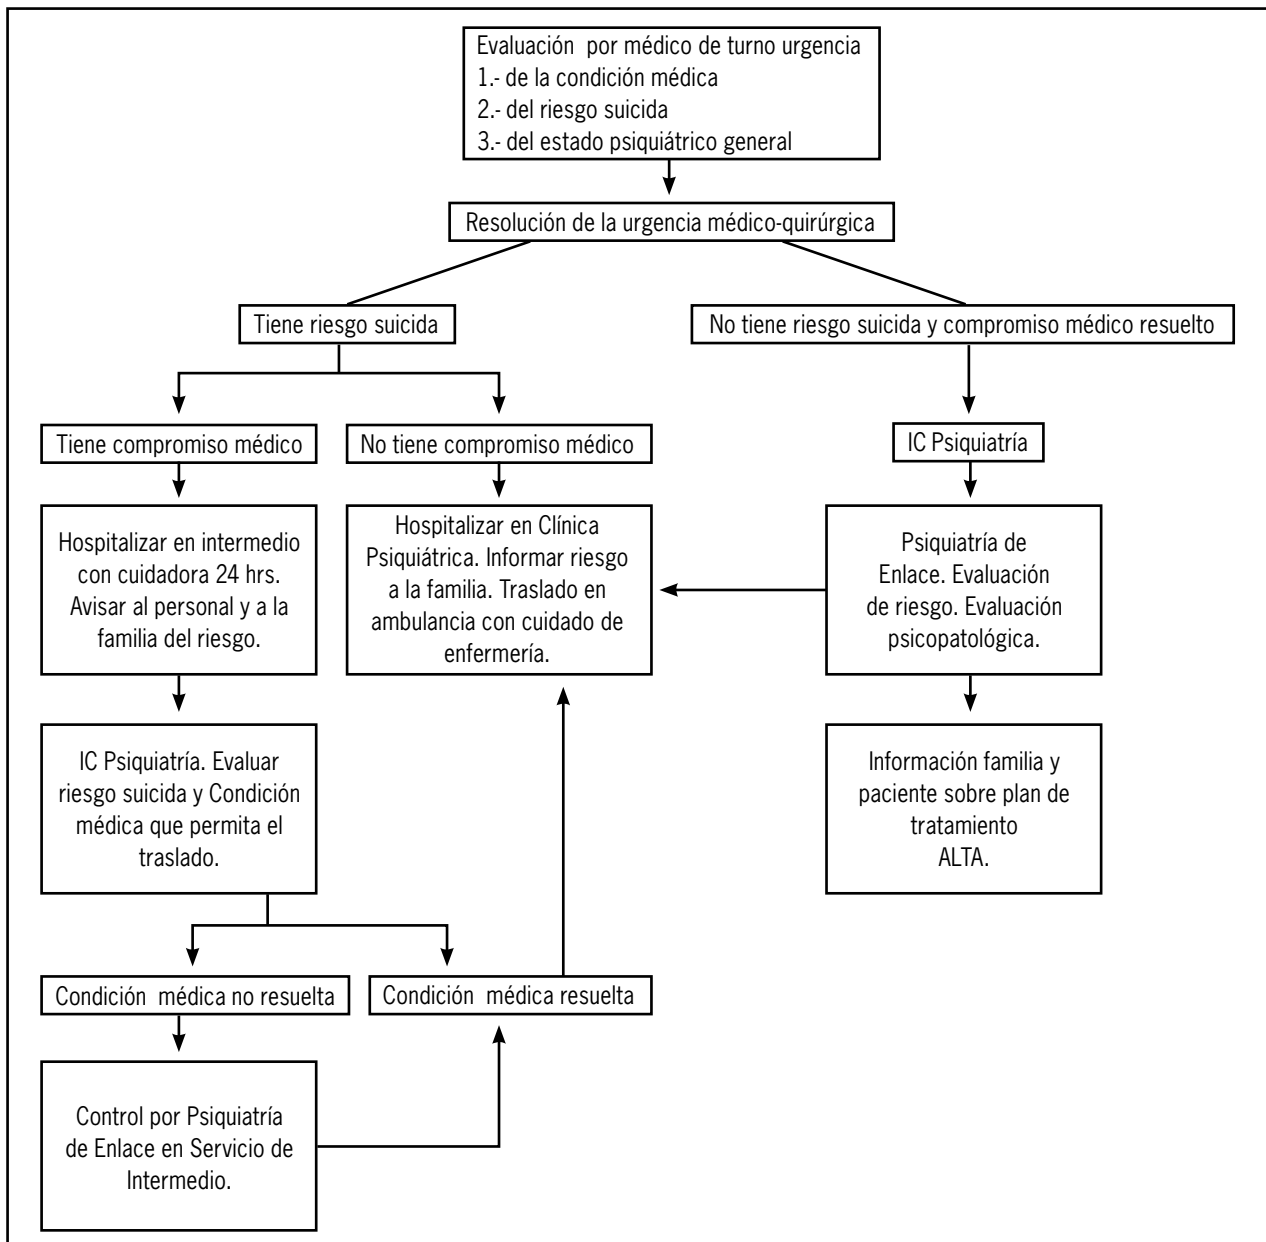 Evaluación por médico de turno urgencia
1.- de la condición médica
2.- del riesgo suicida
3.- del estado psiquiátrico general
Resolución de la urgencia médico-quirúrgica
Tiene riesgo suicida
No tiene riesgo suicida y compromiso médico resuelto
Tiene compromiso médico
No tiene compromiso médico
IC Psiquiatría
Hospitalizar en intermedio
con cuidadora 24 hrs.
Avisar al personal y a la
familia del riesgo.
Hospitalizar en Clínica
Psiquiátrica. Informar riesgo
a la familia. Traslado en
ambulancia con cuidado de
enfermería.
Psiquiatría de
Enlace. Evaluación
de riesgo. Evaluación
psicopatológica.
IC Psiquiatría. Evaluar
riesgo suicida y Condición
médica que permita el
traslado.
Información familia y
paciente sobre plan de
tratamiento
ALTA.
Condición médica no resuelta
Condición médica resuelta
Control por Psiquiatría
de Enlace en Servicio de
Intermedio.